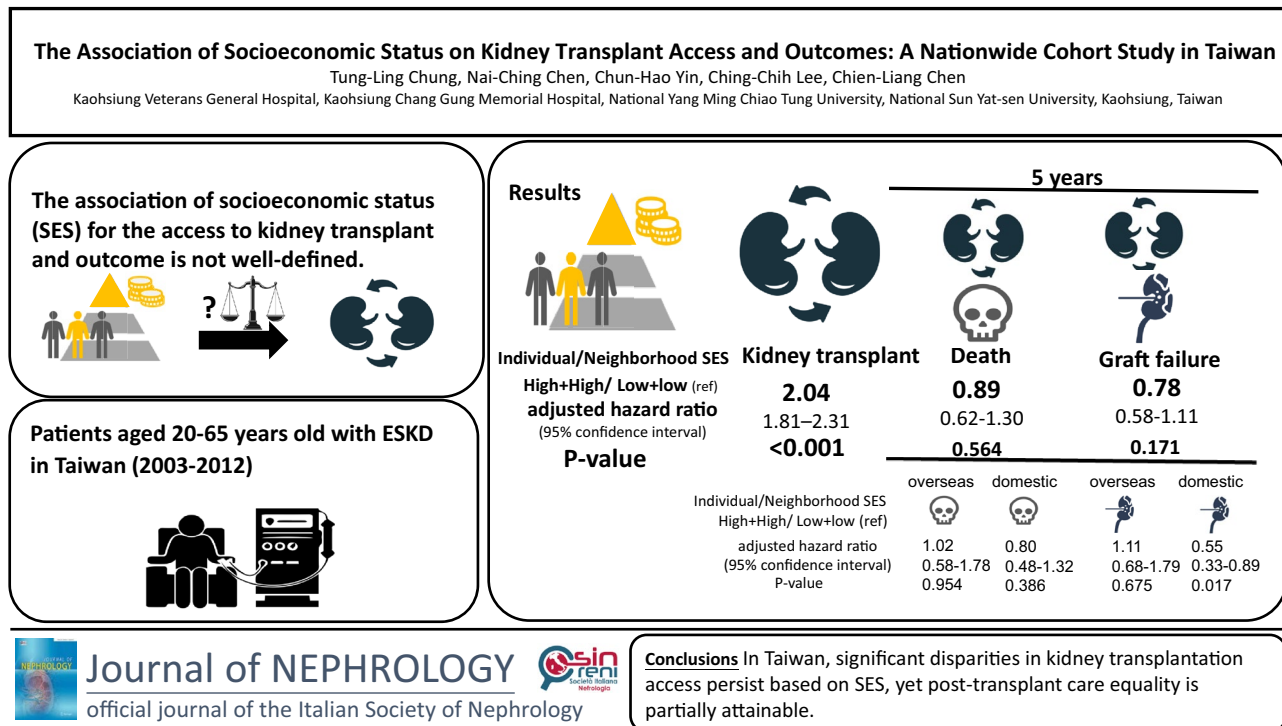 The Association of Socioeconomic Status on Kidney Transplant Access and Outcomes: A Nationwide Cohort Study in Taiwan
Tung-Ling Chung, Nai-Ching Chen, Chun-Hao Yin, Ching-Chih Lee, Chien-Liang Chen
Kaohsiung Veterans General Hospital, Kaohsiung Chang Gung Memorial Hospital, National Yang Ming Chiao Tung University, National Sun Yat-sen University, Kaohsiung, Taiwan
The association of socioeconomic status
(SES) for the access to kidney transplant
and outcome is not well-defined.
?
Patients aged 20-65 years old with ESKD
in Taiwan (2003-2012)
Results
5 years
Individual/Neighborhood SES Kidney transplant Death Graft failure
High+High/ Low+low (ref) 2.04 0.89 0.78
adjusted hazard ratio
(95% confidence interval) 1.81–2.31 0.62-1.30 0.58-1.11
P-value <0.001 0.564 0.171
overseas domestic overseas domestic
Individual/Neighborhood SES
High+High/ Low+low (ref)
adjusted hazard ratio 1.02 0.80 1.11 0.55
(95% confidence interval) 0.58-1.78 0.48-1.32 0.68-1.79 0.33-0.89
P-value 0.954 0.386 0.675 0.017
JOURNAL OF
NEPHROLOGY
Journal of NEPHROLOGY
official journal of the Italian Society of Nephrology
sin
reni
Società Italiana
Nefrologia
Conclusions In Taiwan, significant disparities in kidney transplantation
access persist based on SES, yet post-transplant care equality is
partially attainable.